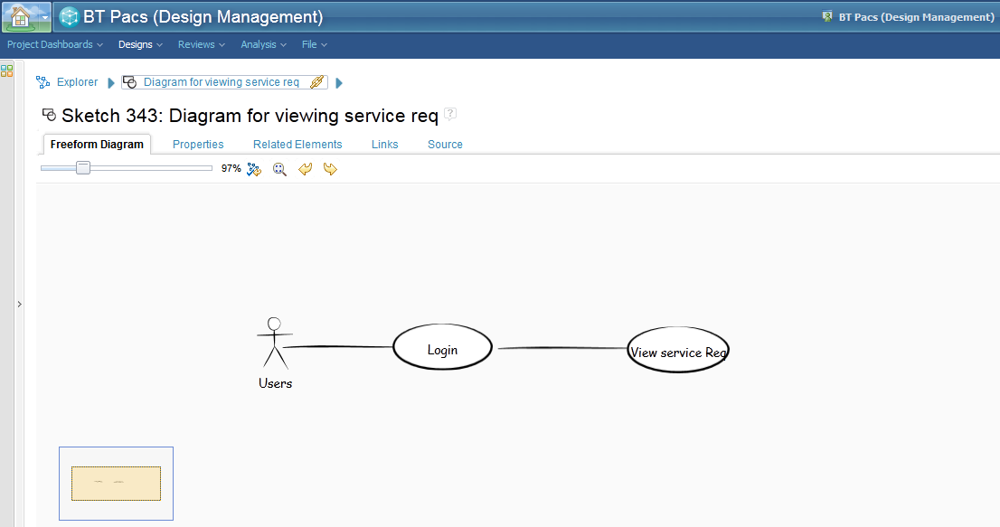 BT Pacs (Design Management)
BT Pacs (Design Management)
Project Dashboards Designs Reviews Analysis File
Explorer Diagram for viewing service req
Sketch 343: Diagram for viewing service req ?
Freeform Diagram Properties Related Elements Links Source
97%
Login
View service Req
Users